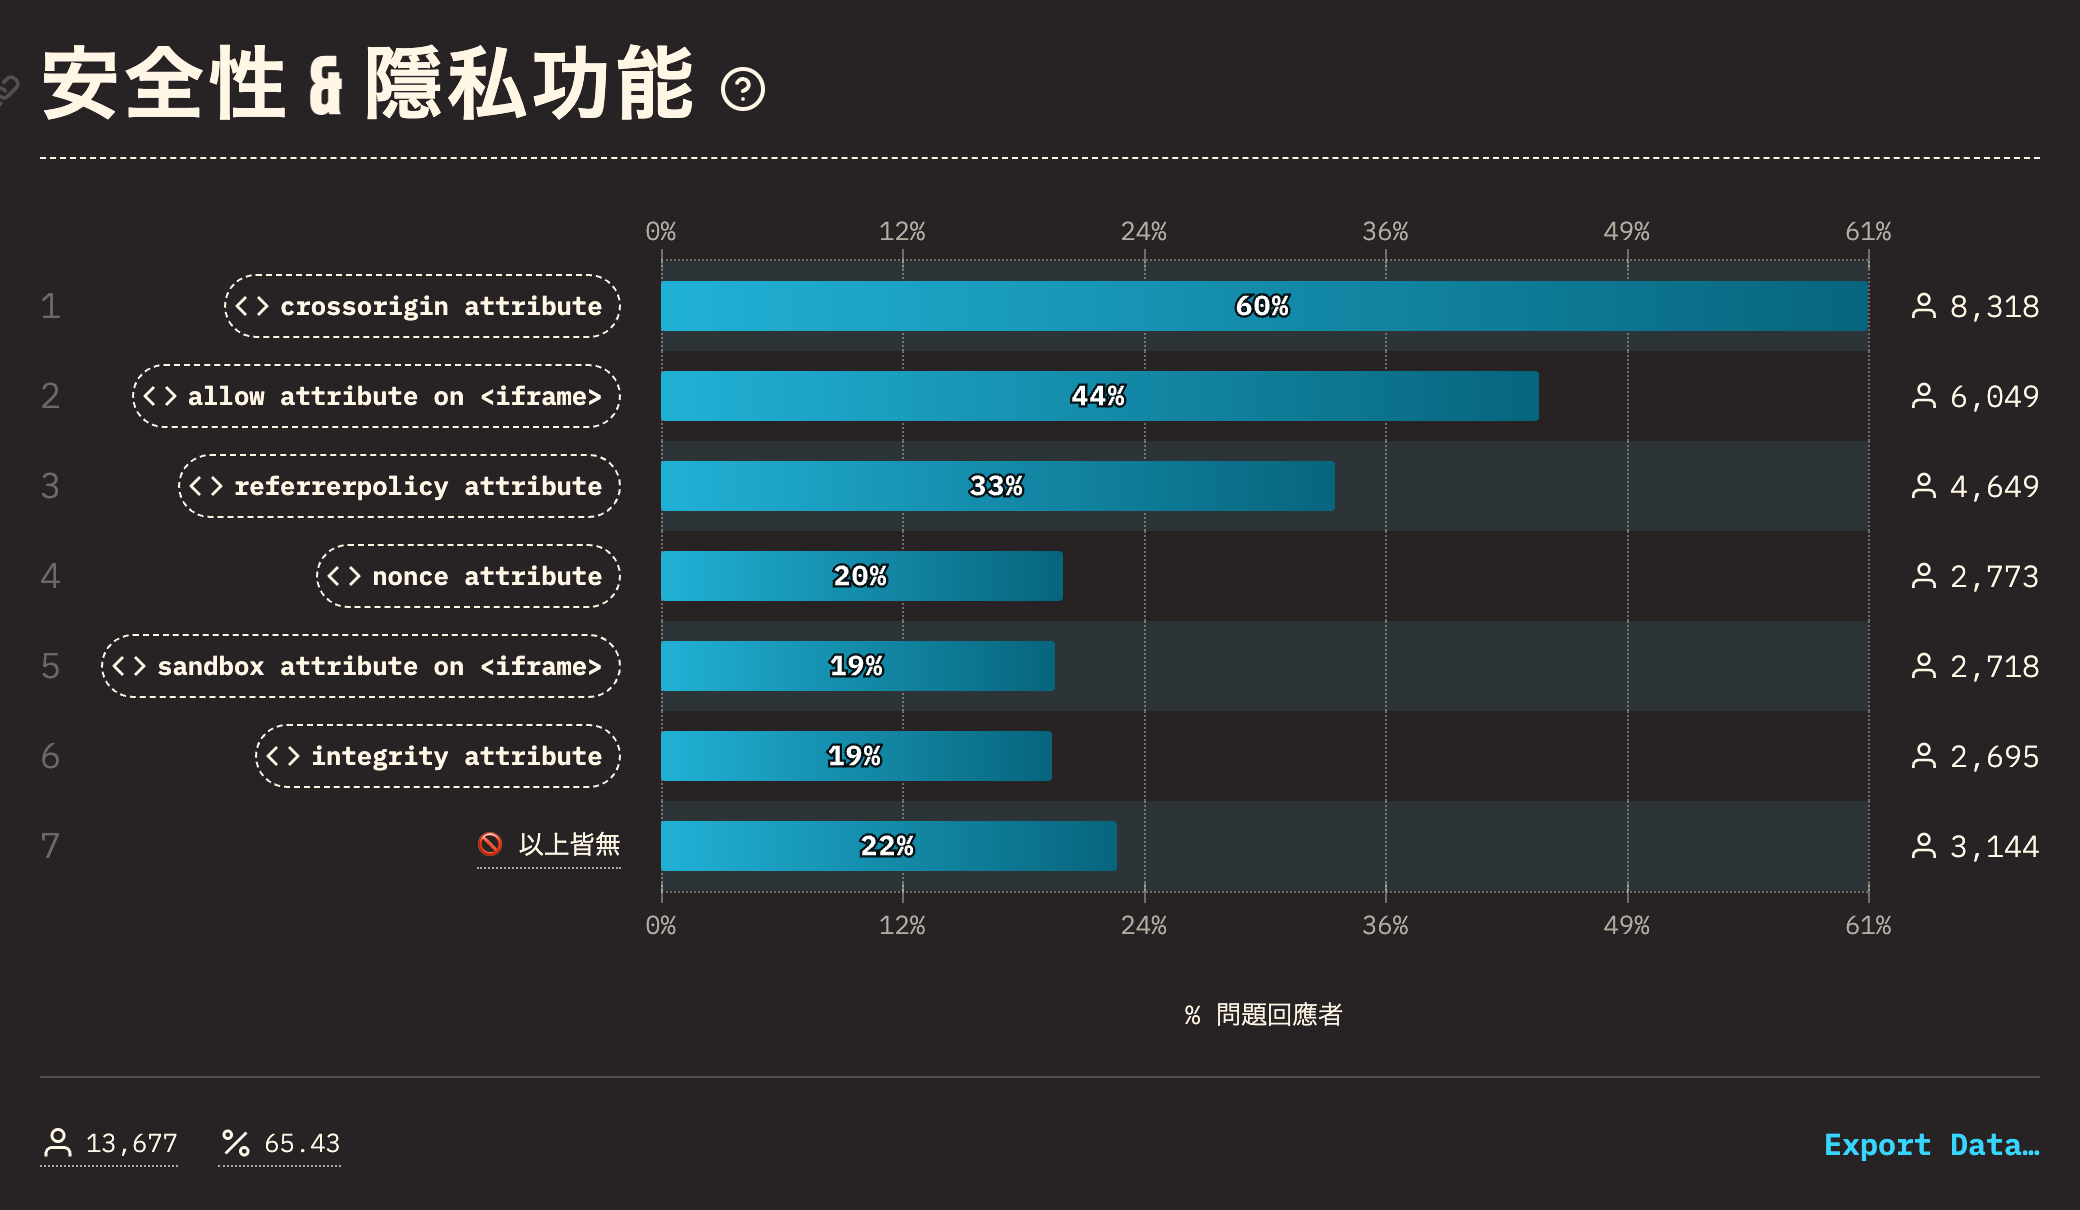 安全性 & 隱私功能
0% 12% 24% 36% 49% 61%
1 <> crossorigin attribute 60% 8,318
2 <> allow attribute on <iframe> 44% 6,049
3 <> referrerpolicy attribute 33% 4,649
4 <> nonce attribute 20% 2,773
5 <> sandbox attribute on <iframe> 19% 2,718
6 <> integrity attribute 19% 2,695
7 以上皆無 22% 3,144
0% 12% 24% 36% 49% 61%
% 問題回應者
13,677 % 65.43 Export Data…